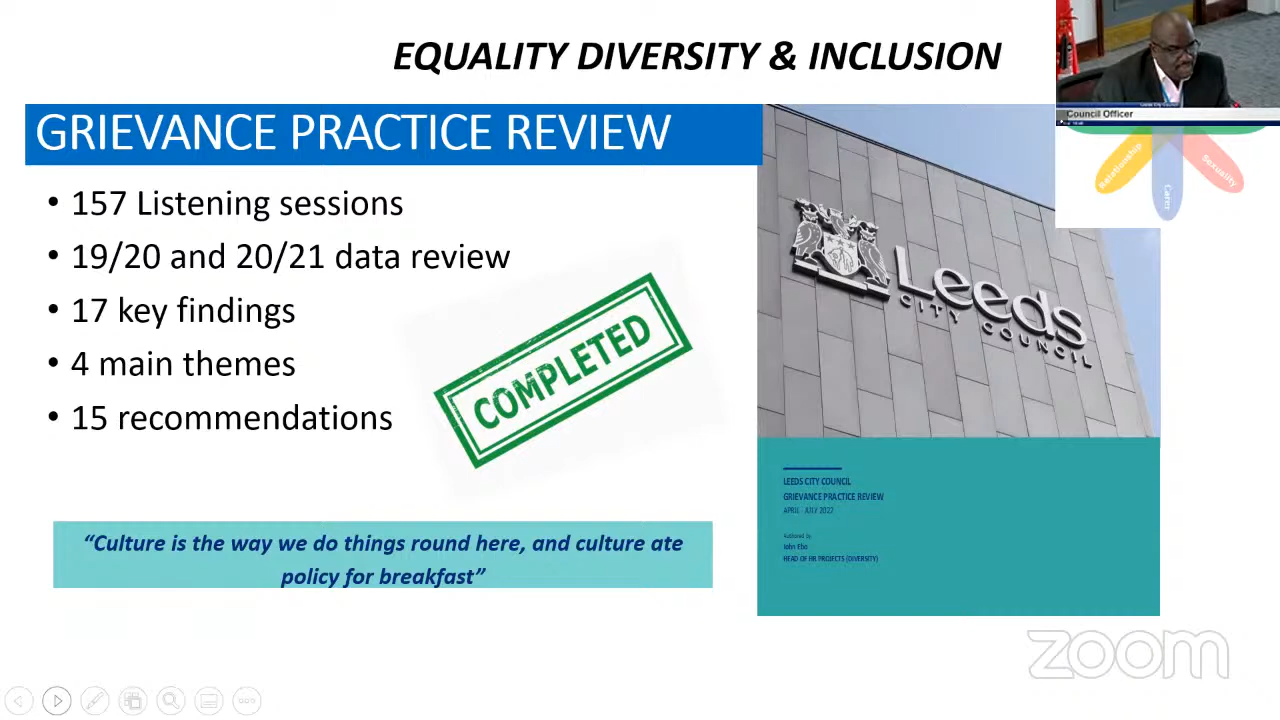 EQUALITY DIVERSITY & INCLUSION
GRIEVANCE PRACTICE REVIEW
• 157 Listening sessions
• 19/20 and 20/21 data review
• 17 key findings
• 4 main themes
• 15 recommendations
COMPLETED
“Culture is the way we do things round here, and culture ate
policy for breakfast”
Council Officer
Relationship
Carer
Sexuality
Leeds
CITY COUNCIL
LEEDS CITY COUNCIL
GRIEVANCE PRACTICE REVIEW
APRIL - JULY 2022
Authored by
John Ebo
HEAD OF HR PROJECTS (DIVERSITY)
zoom